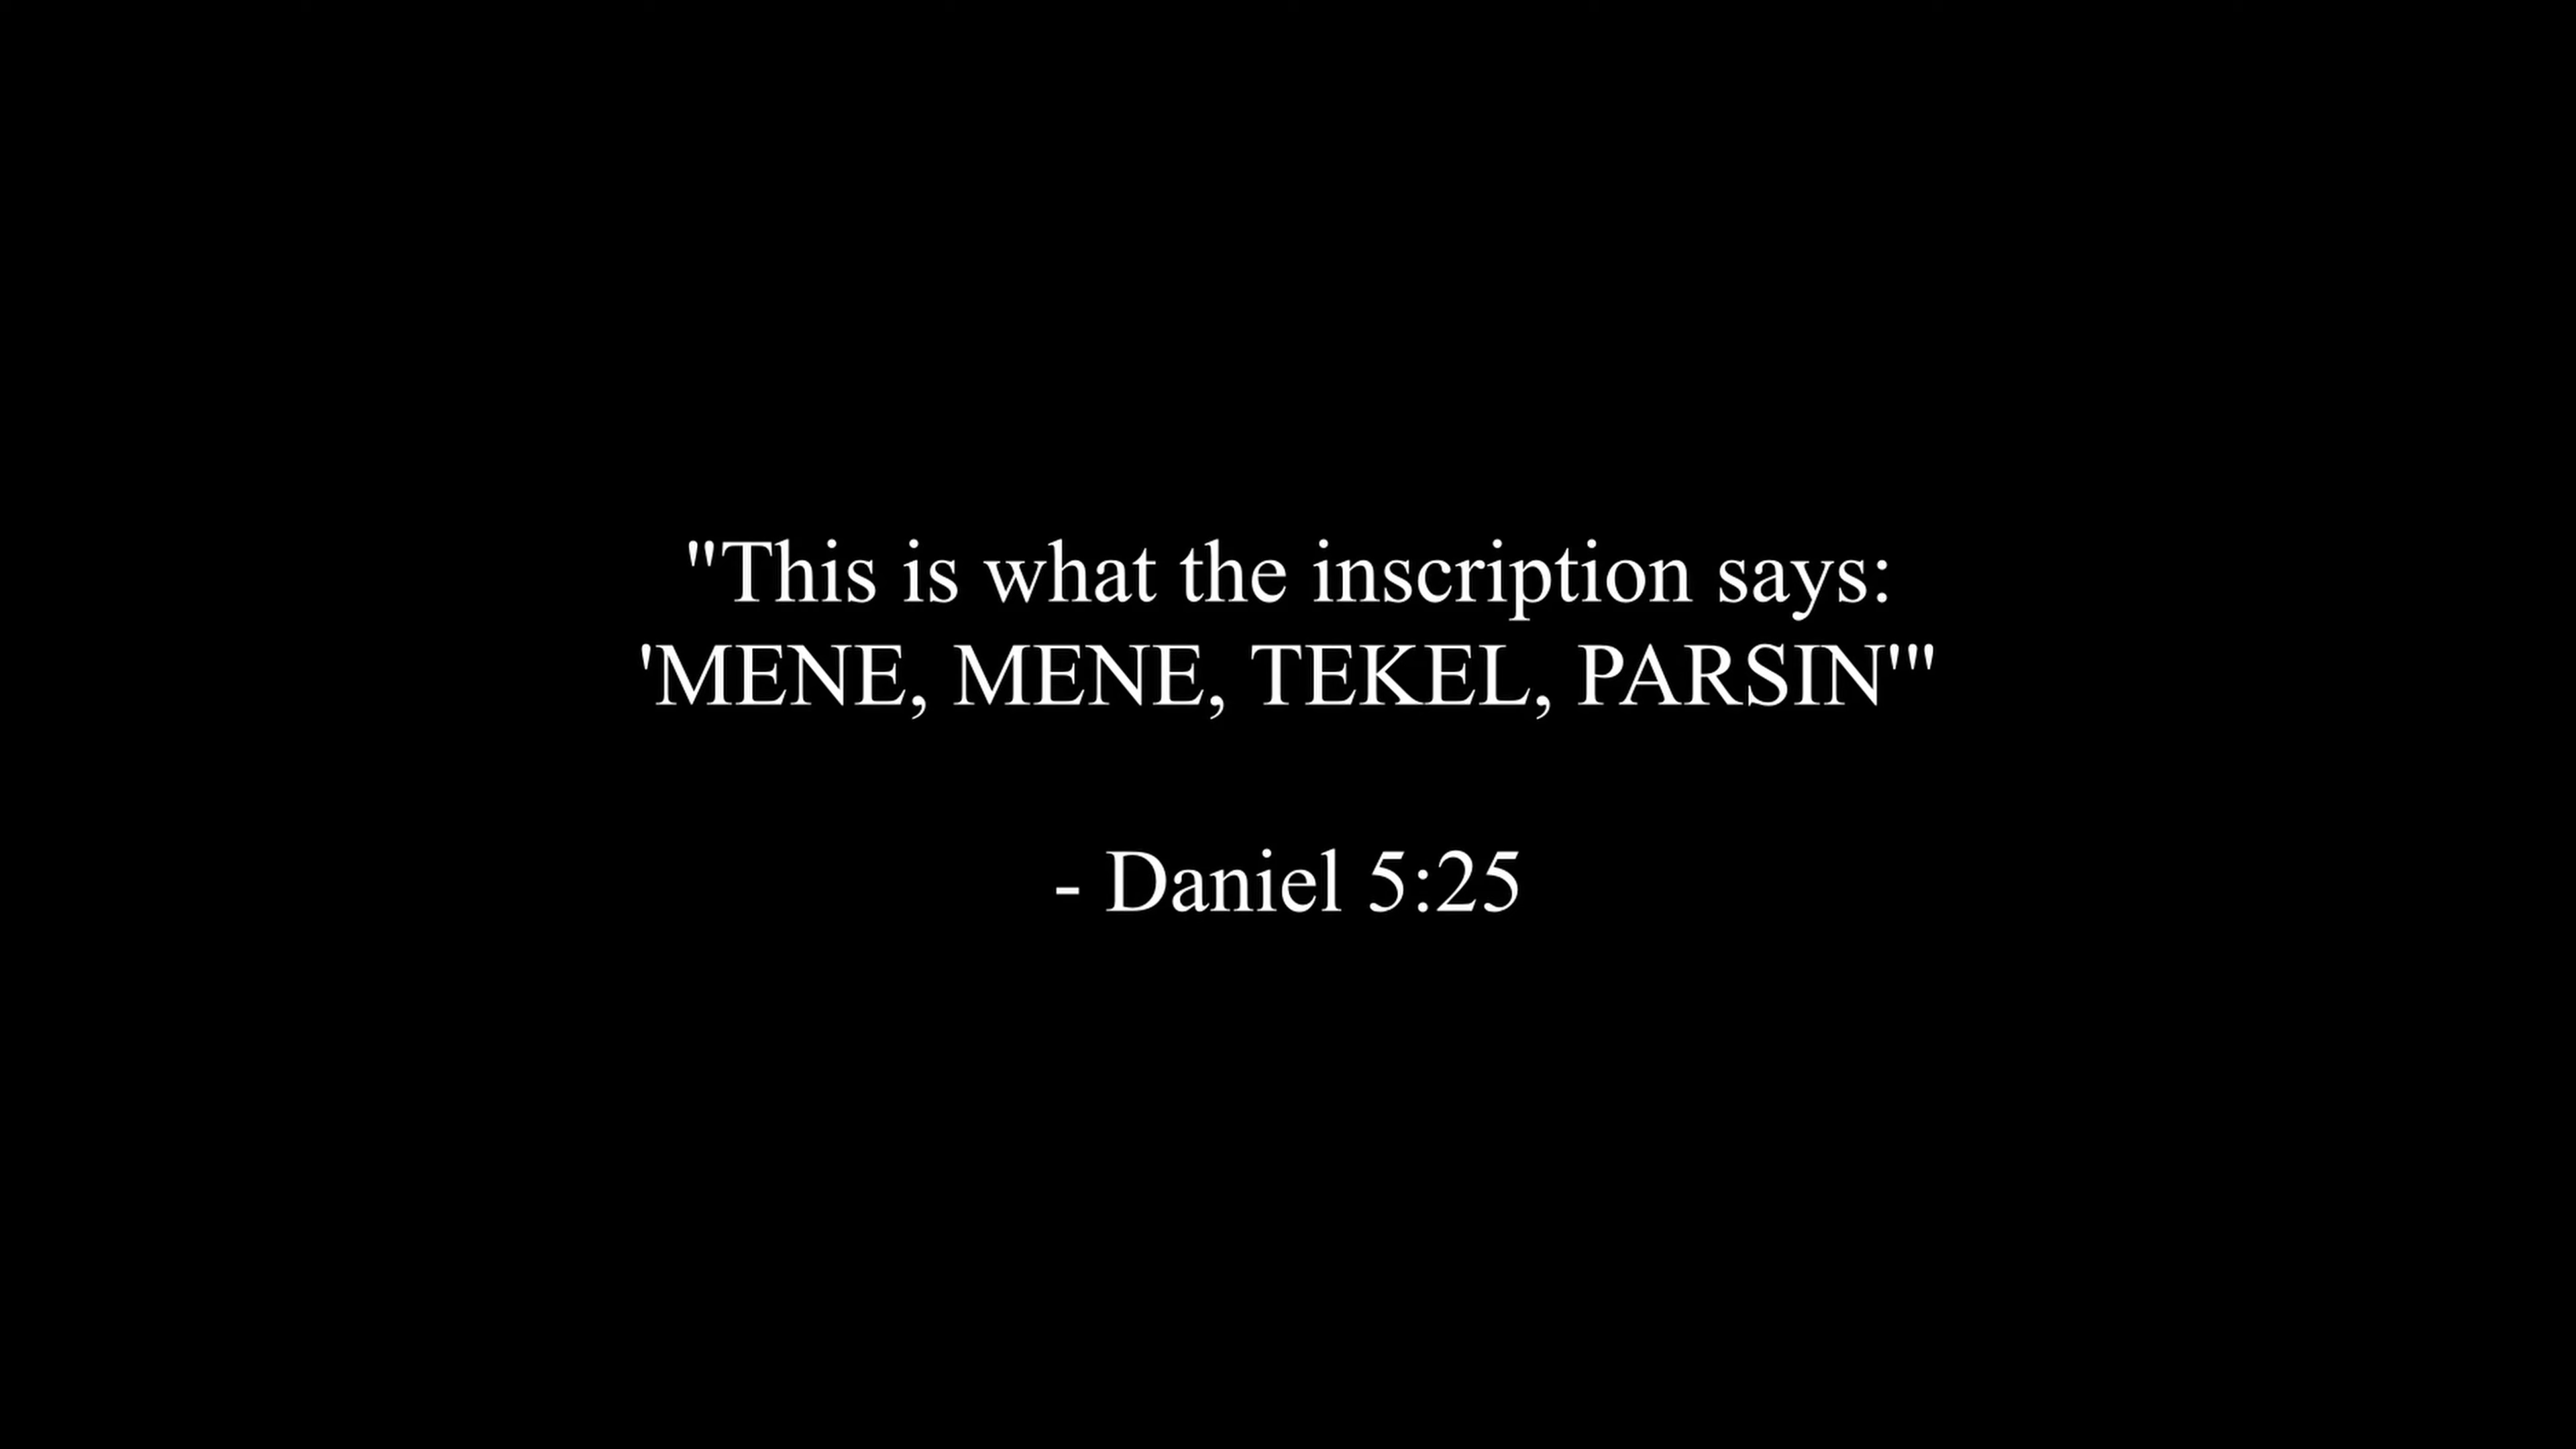 "This is what the inscription says:
'MENE, MENE, TEKEL, PARSIN'"
- Daniel 5:25